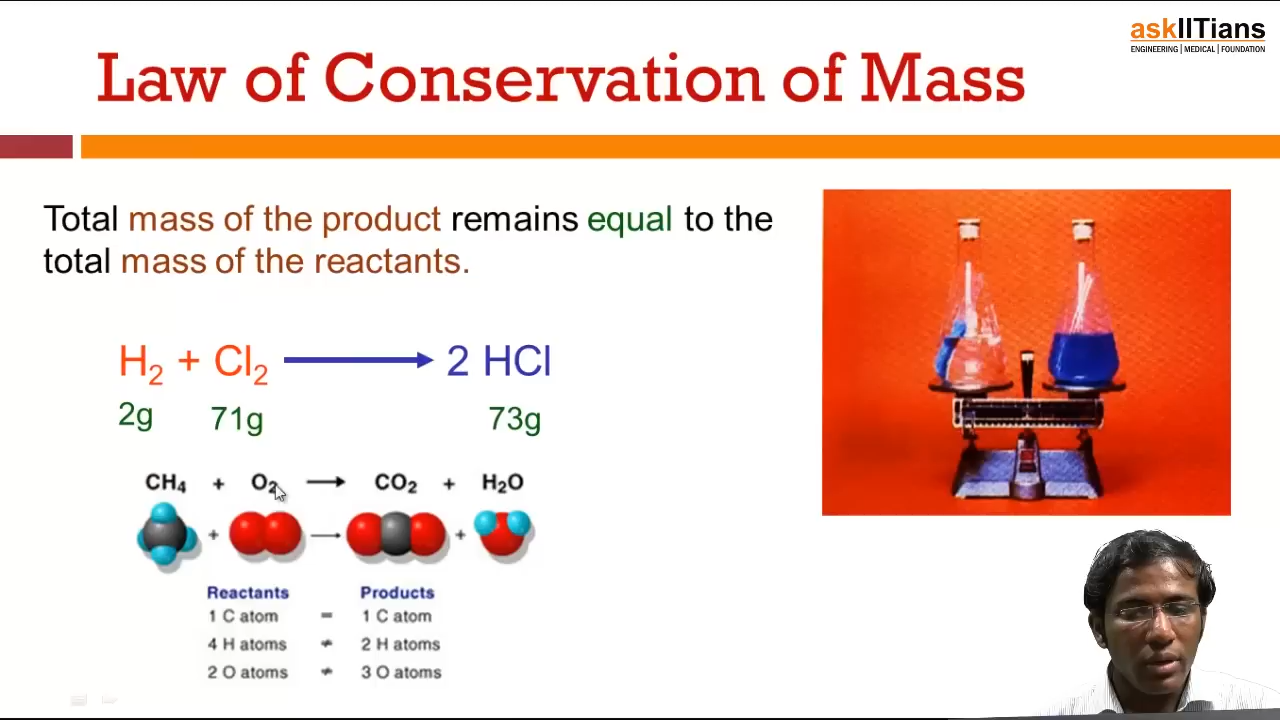 askIITians
ENGINEERING | MEDICAL | FOUNDATION
Law of Conservation of Mass
Total mass of the product remains equal to the
total mass of the reactants.
H₂ + Cl₂ ⟶ 2 HCl
2g 71g 73g
CH₄ + O₂ → CO₂ + H₂O
+ → +
Reactants Products
1 C atom = 1 C atom
4 H atoms ≠ 2 H atoms
2 O atoms ≠ 3 O atoms